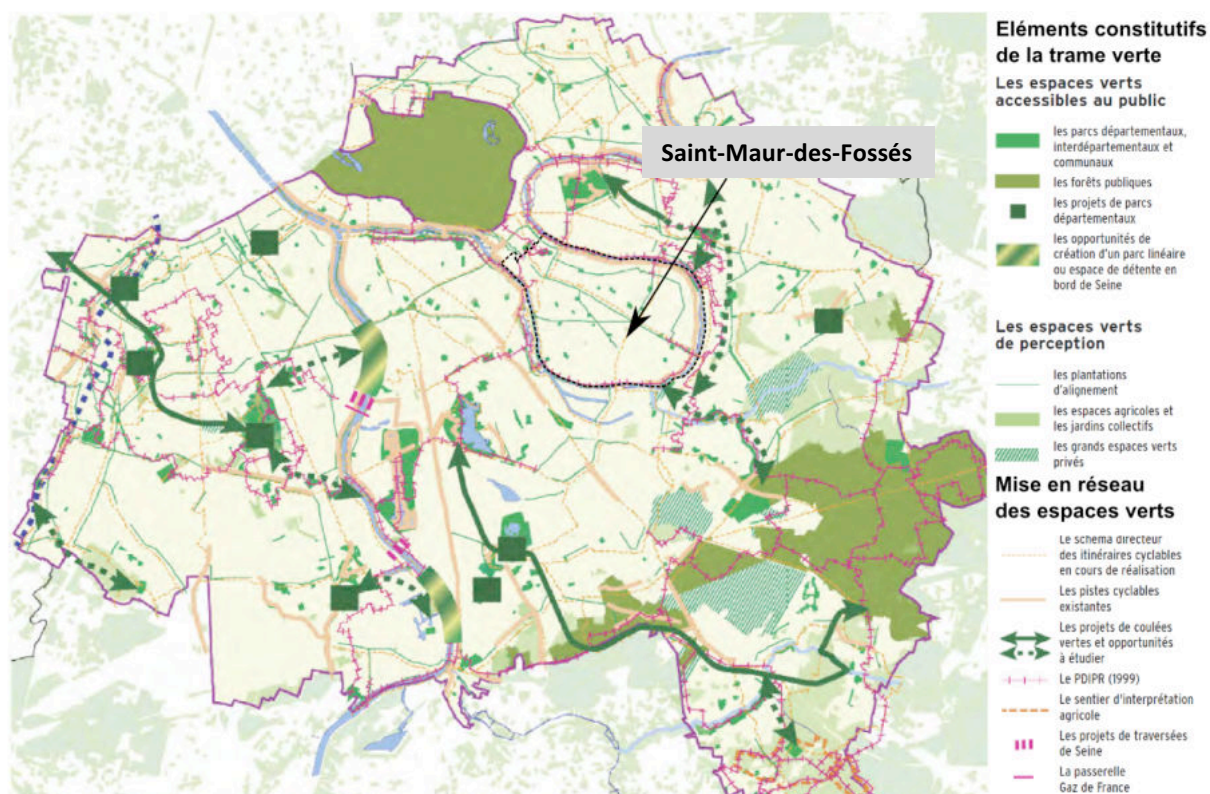 Saint-Maur-des-Fossés
Eléments constitutifs
de la trame verte
Les espaces verts
accessibles au public
les parcs départementaux,
interdépartementaux et
communaux
les forêts publiques
les projets de parcs
départementaux
les opportunités de
création d'un parc linéaire
ou espace de détente en
bord de Seine
Les espaces verts
de perception
les plantations
d'alignement
les espaces agricoles et
les jardins collectifs
les grands espaces verts
privés
Mise en réseau
des espaces verts
Le schema directeur
des itinéraires cyclables
en cours de réalisation
Les pistes cyclables
existantes
Les projets de coulées
vertes et opportunités
à étudier
Le PDIPR (1999)
Le sentier d'interprétation
agricole
Les projets de traversées
de Seine
La passerelle
Gaz de France